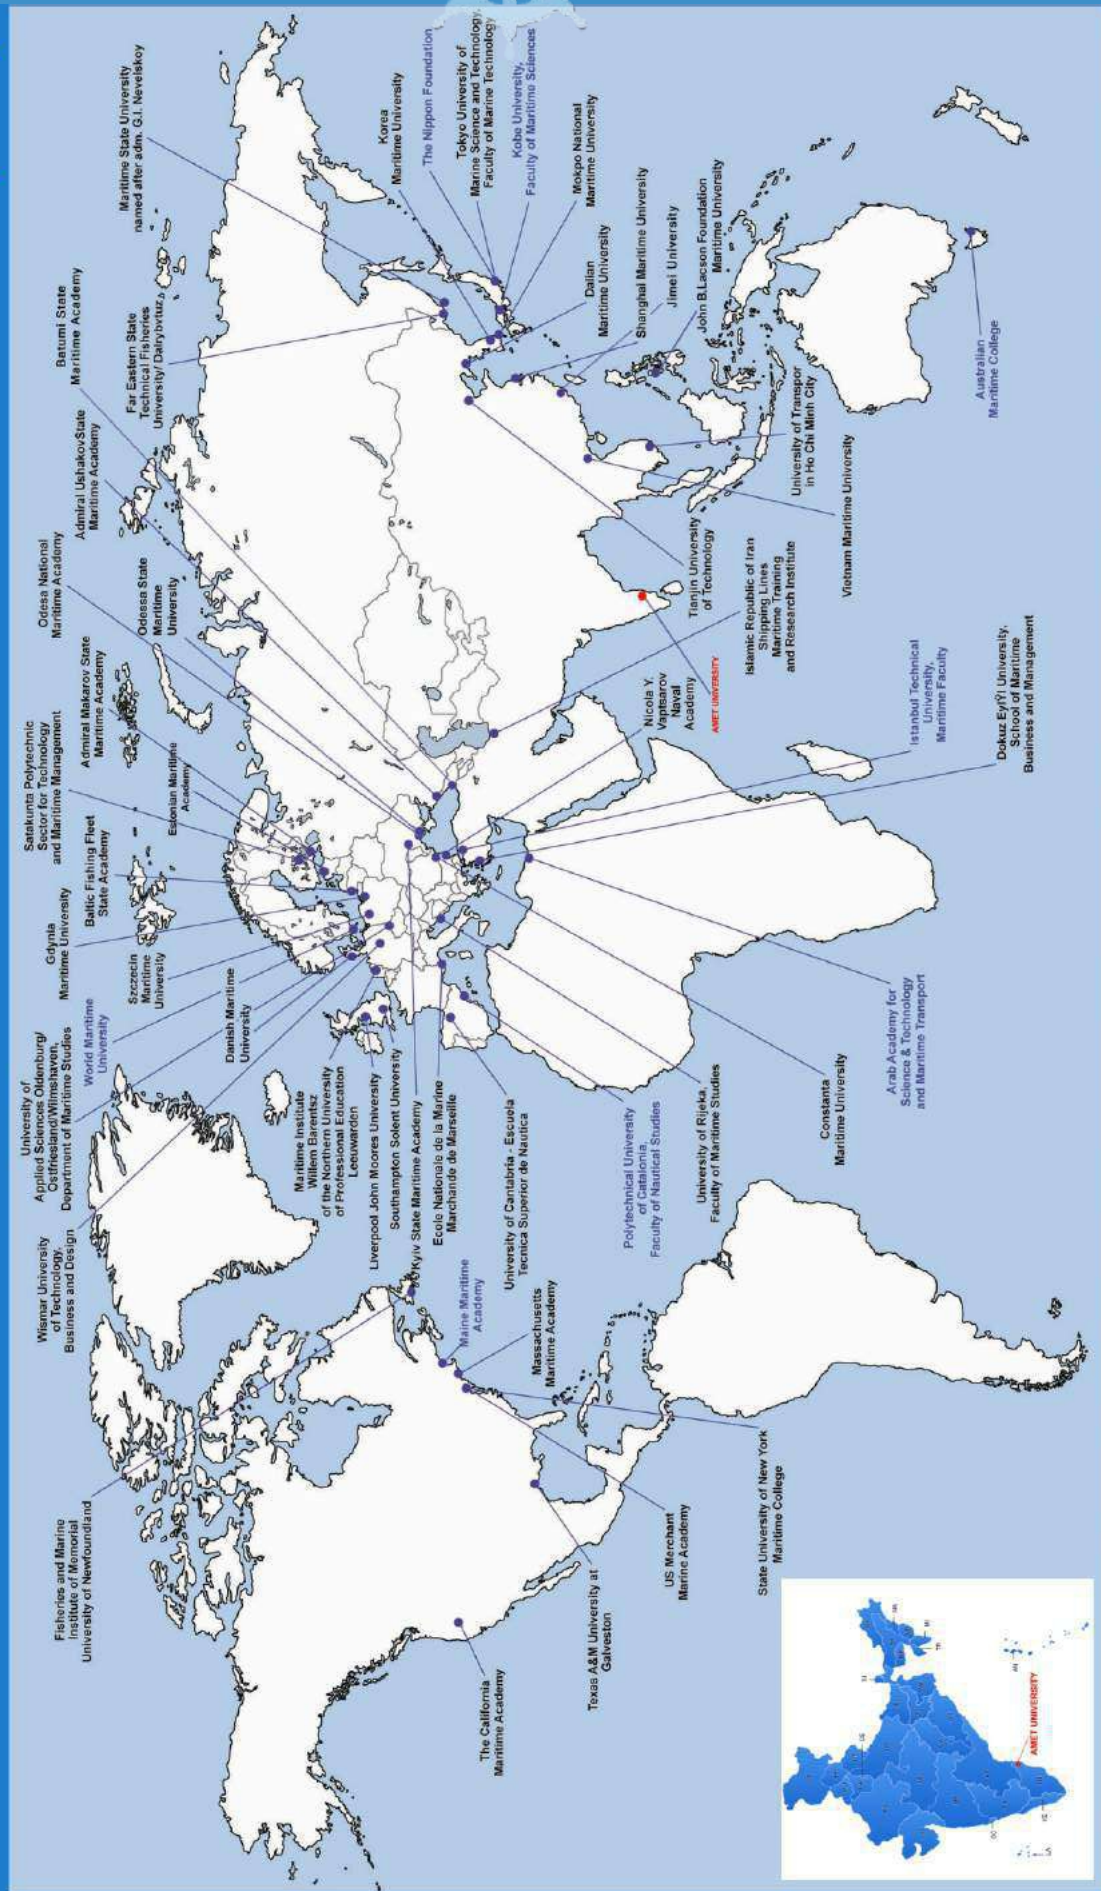 Wismar University
of Technology,
Business and Design
University of
Applied Sciences Oldenburg/
Ostfriesland/Wilmshaven,
Department of Maritime Studies
World Maritime
University
Gdynia
Maritime University
Baltic Fishing Fleet
State Academy
Satakunta Polytechnic
Sector for Technology
and Maritime Management
Admiral Makarov State
Maritime Academy
Odesa National
Maritime Academy
Admiral UshakovState
Maritime Academy
Batumi State
Maritime Academy
Maritime State University
named after adm. G.I. Nevelskoy
Szczecin
Maritime
University
Danish Maritime
University
Estonian Maritime
Academy
Odessa State
Maritime
University
Far Eastern State
Technical Fisheries
University/ Dalrybvtuz
Korea
Maritime University
The Nippon Foundation
Tokyo University of
Marine Science and Technology,
Faculty of Marine Technology
Kobe University,
Faculty of Maritime Sciences
Mokpo National
Maritime University
Dalian
Maritime University
Shanghai Maritime University
Jimei University
John B.Lacson Foundation
Maritime University
Fisheries and Marine
Institute of Memorial
University of Newfoundland
Maritime Institute
Willem Barentsz
of the Northern University
of Professional Education
Leeuwarden
Liverpool John Moores University
Southampton Solent University
Kyiv State Maritime Academy
Ecole Nationale de la Marine
Marchande de Marseille
University of Cantabria - Escuela
Tecnica Superior de Nautica
Maine Maritime
Academy
Massachusetts
Maritime Academy
The California
Maritime Academy
Texas A&M University at
Galveston
US Merchant
Marine Academy
State University of New York
Maritime College
Polytechnical University
of Catalonia,
Faculty of Nautical Studies
University of Rijeka,
Faculty of Maritime Studies
Constanta
Maritime University
Arab Academy for
Science & Technology
and Maritime Transport
Nicola Y.
Vaptsarov
Naval
Academy
AMET UNIVERSITY
Tianjin University
of Technology
Islamic Republic of Iran
Shipping Lines
Maritime Training
and Research Institute
University of Transpor
in Ho Chi Minh City
Vietnam Maritime University
Istanbul Technical
University,
Maritime Faculty
Dokuz EylÝl University,
School of Maritime
Business and Management
Australian
Maritime College
AMET UNIVERSITY